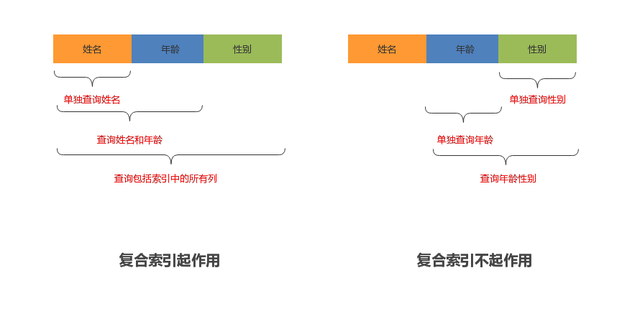 姓名 年龄 性别
单独查询姓名
查询姓名和年龄
查询包括索引中的所有列
复合索引起作用
姓名 年龄 性别
单独查询性别
单独查询年龄
查询年龄性别
复合索引不起作用